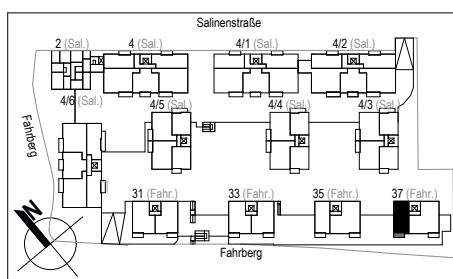 Salinenstraße
2 (Sal.) 4 (Sal.) 4/1 (Sal.) 4/2 (Sal.)
4/6 (Sal.) 4/5 (Sal.) 4/4 (Sal.) 4/3 (Sal.)
Fahrberg
31 (Fahr.) 33 (Fahr.) 35 (Fahr.) 37 (Fahr.)
N
Fahrberg